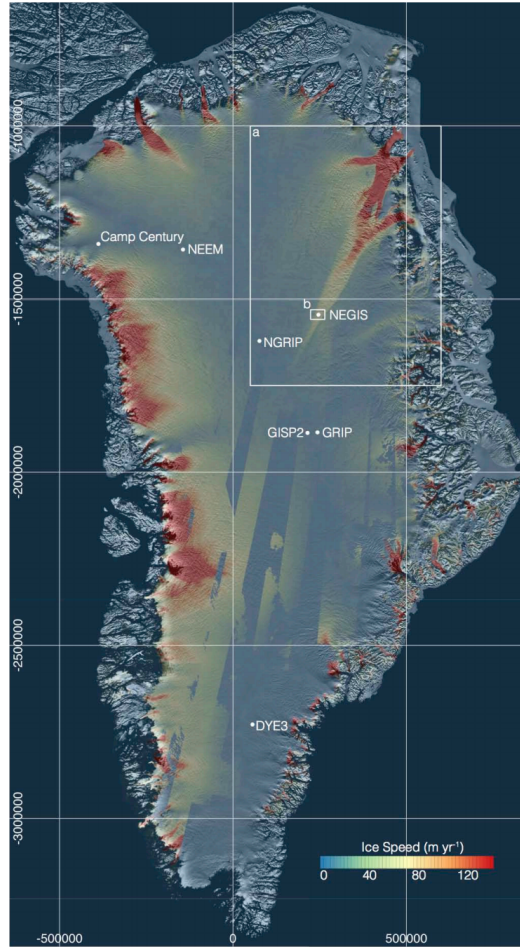 -1000000
a
Camp Century
NEEM
b
NEGIS
-1500000
NGRIP
GISP2
GRIP
-2000000
-2500000
DYE3
-3000000
Ice Speed (m yr⁻¹)
0 40 80 120
-500000 0 500000